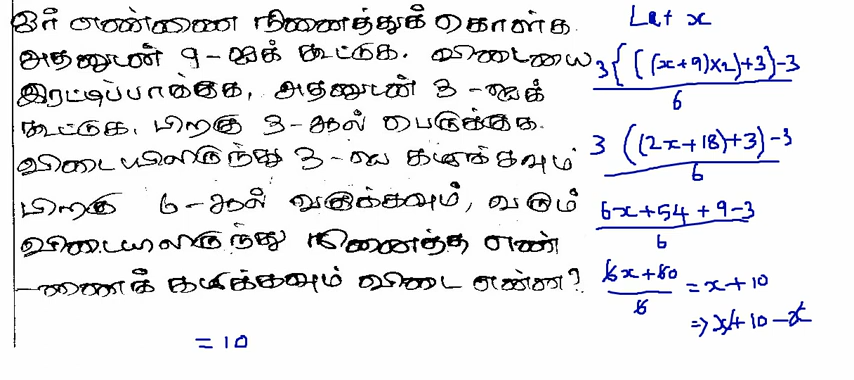 ஓர் எண்ணை நினைத்துக் கொள்க.
அதனுடன் 9-ஐக் கூட்டுக. விடையை
இரட்டிப்பாக்குக, அதனுடன் 3-ஐக்
கூட்டுக. பிறகு 3-ஆல் பெருக்குக.
விடையிலிருந்து 3-ஐ கழிக்கவும்
பிறகு 6-ஆல் வகுக்கவும், வரும்
விடையிலிருந்து நினைத்த எண்
-ணைக் கழிக்கவும் விடை என்ன?
= 10
Let x
3{((x+9)x2)+3}-3
6
3((2x+18)+3)-3
6
6x+54+9-3
6
6x+60
6
= x+10
⇒ x+10-x